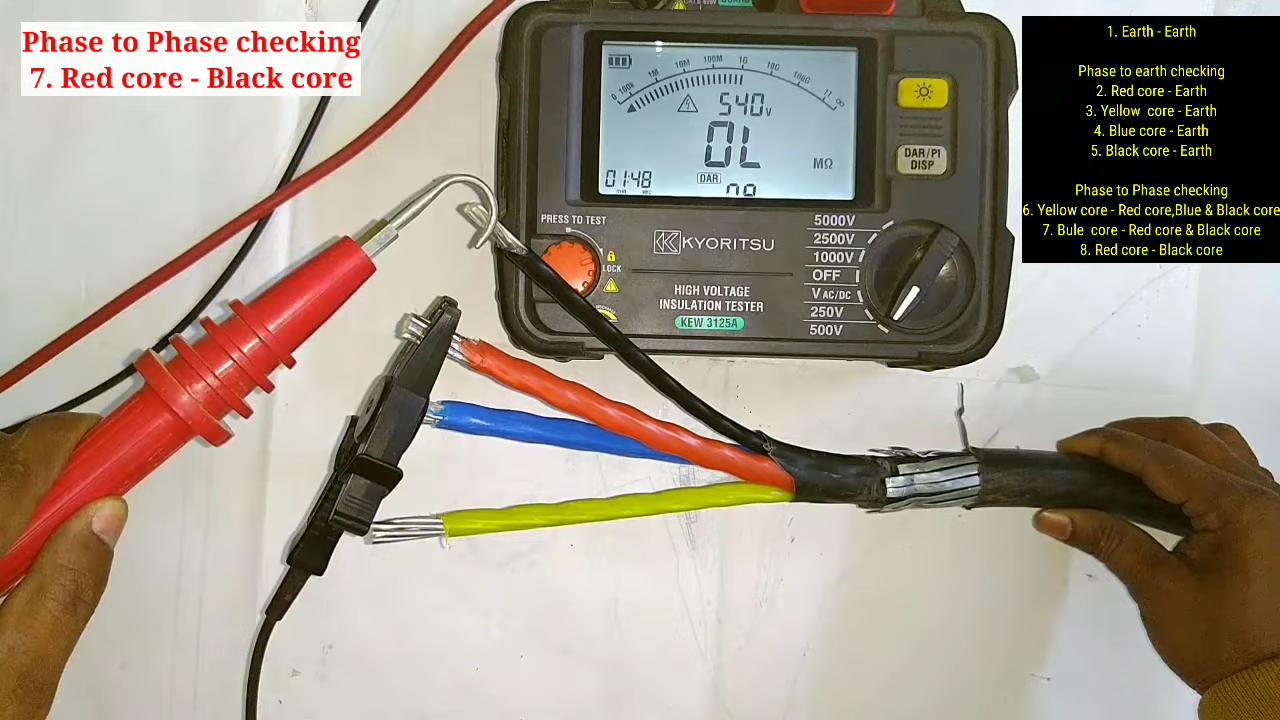 Phase to Phase checking
7. Red core - Black core
1. Earth - Earth
Phase to earth checking
2. Red core - Earth
3. Yellow core - Earth
4. Blue core - Earth
5. Black core - Earth
Phase to Phase checking
6. Yellow core - Red core,Blue & Black core
7. Bule core - Red core & Black core
8. Red core - Black core
0 100k 1M 10M 100M 1G 10G 100G 1T ∞
540V
OL
MΩ
01:48
DAR
DAR/PI
DISP
PRESS TO TEST
LOCK
KYORITSU
HIGH VOLTAGE
INSULATION TESTER
KEW 3125A
5000V
2500V
1000V
OFF
V AC/DC
250V
500V